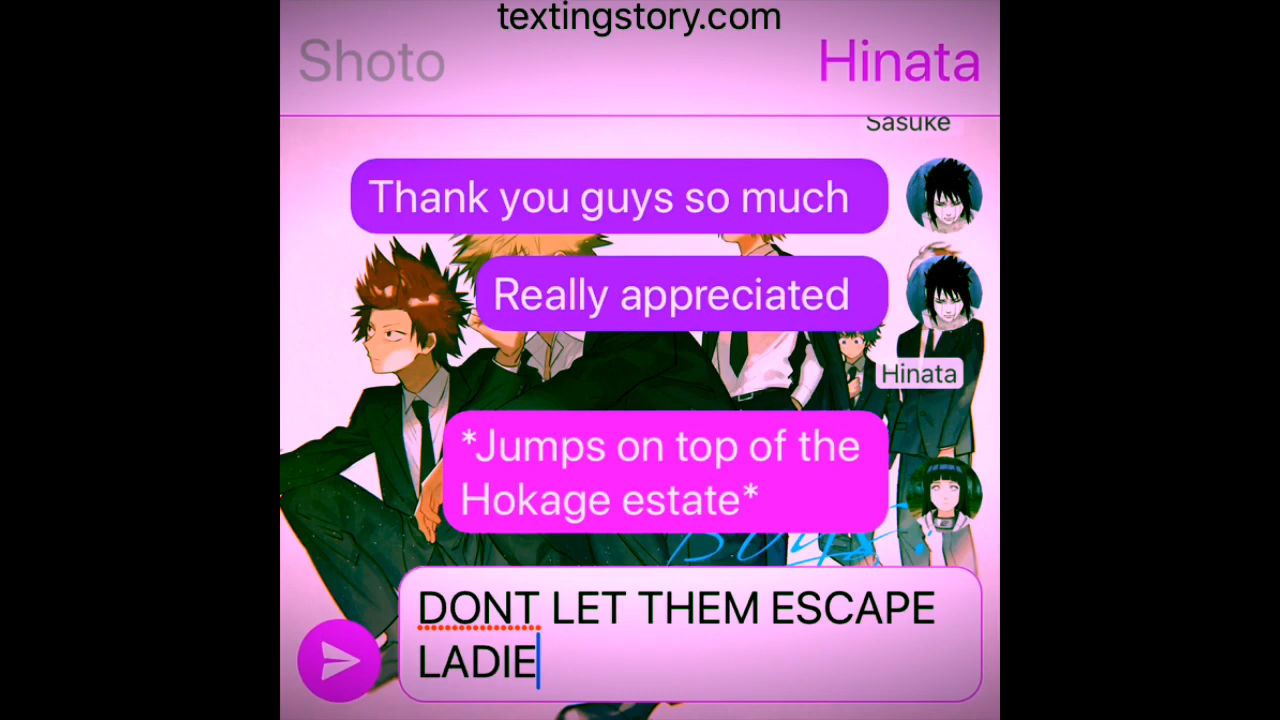 textingstory.com
Shoto
Hinata
Sasuke
Thank you guys so much
Really appreciated
Hinata
*Jumps on top of the
Hokage estate*
DONT LET THEM ESCAPE
LADIE